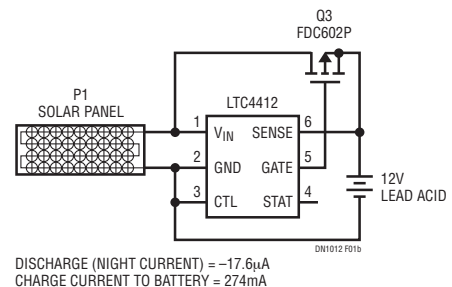 Q3
FDC602P
P1
SOLAR PANEL
LTC4412
1 VIN SENSE 6
2 GND GATE 5
3 CTL STAT 4
12V
LEAD ACID
DN1012 F01b
DISCHARGE (NIGHT CURRENT) = –17.6µA
CHARGE CURRENT TO BATTERY = 274mA